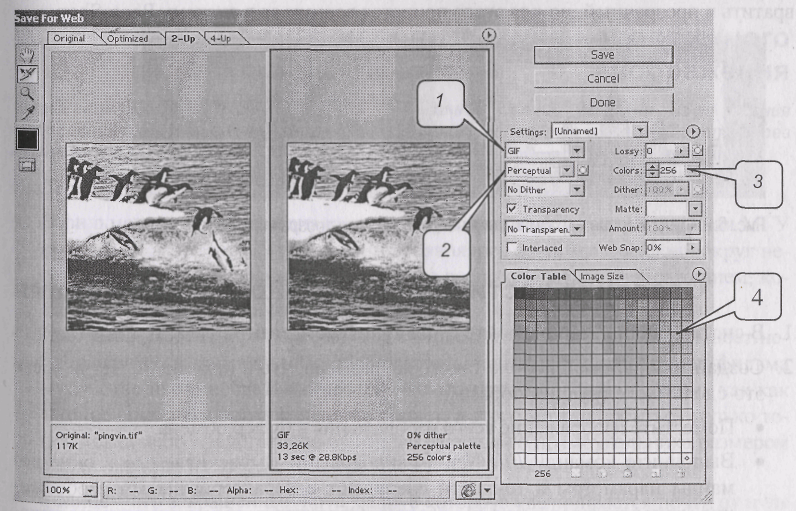 Save For Web
Original Optimized 2-Up 4-Up
Save
Cancel
Done
1
Settings: [Unnamed]
GIF Lossy: 0
Perceptual Colors: 256
3
No Dither Dither: 100%
Transparency Matte:
No Transparen. Amount: 100%
2
Interlaced Web Snap: 0%
Color Table Image Size
4
Original: "pingvin.tif"
117K
GIF 0% dither
33,26K Perceptual palette
13 sec @ 28.8Kbps 256 colors
256
100% R: -- G: -- B: -- Alpha: -- Hex: -- Index: --